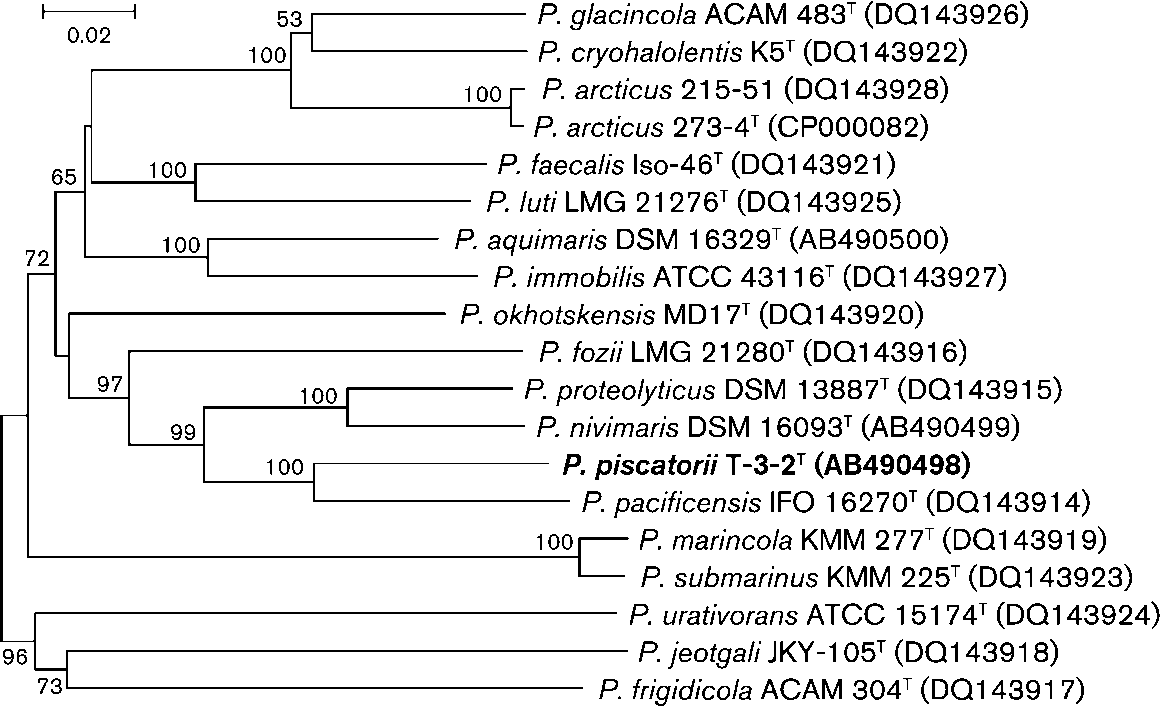 53 P. glacincola ACAM 483ᵀ (DQ143926)
0.02
100 P. cryohalolentis K5ᵀ (DQ143922)
100 P. arcticus 215-51 (DQ143928)
P. arcticus 273-4ᵀ (CP000082)
100 P. faecalis Iso-46ᵀ (DQ143921)
65
P. luti LMG 21276ᵀ (DQ143925)
100 P. aquimaris DSM 16329ᵀ (AB490500)
72
P. immobilis ATCC 43116ᵀ (DQ143927)
P. okhotskensis MD17ᵀ (DQ143920)
P. fozii LMG 21280ᵀ (DQ143916)
97
100 P. proteolyticus DSM 13887ᵀ (DQ143915)
99 P. nivimaris DSM 16093ᵀ (AB490499)
100 P. piscatorii T-3-2ᵀ (AB490498)
P. pacificensis IFO 16270ᵀ (DQ143914)
100 P. marincola KMM 277ᵀ (DQ143919)
P. submarinus KMM 225ᵀ (DQ143923)
P. urativorans ATCC 15174ᵀ (DQ143924)
96 P. jeotgali JKY-105ᵀ (DQ143918)
73 P. frigidicola ACAM 304ᵀ (DQ143917)